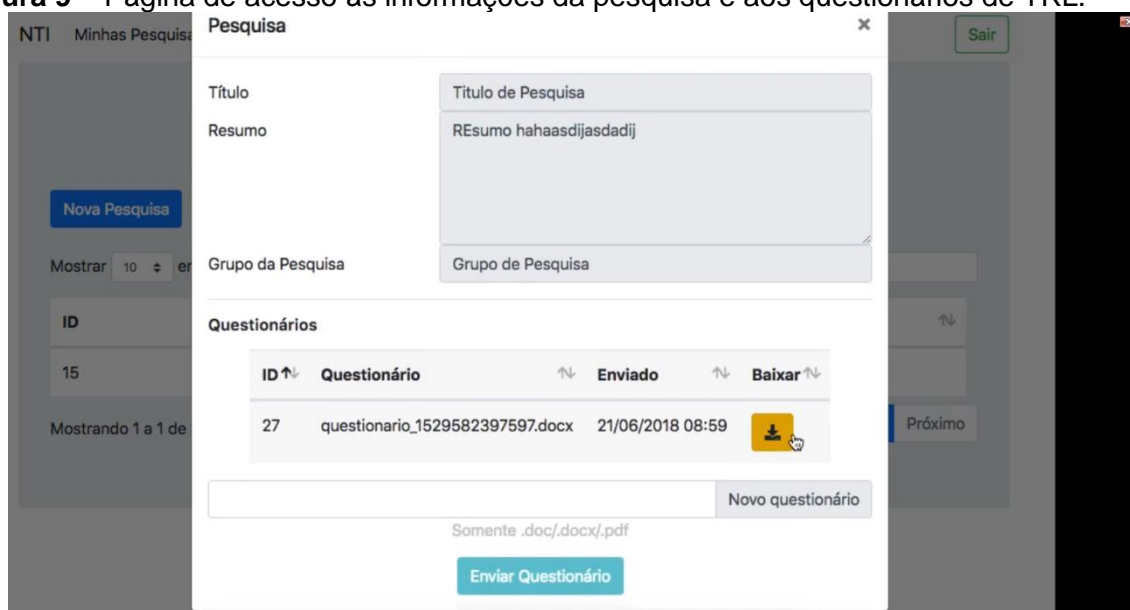 Página de acesso às informações da pesquisa e aos questionários de TRL.
NTI Minhas Pesquisa Pesquisa × Sair
Título Titulo de Pesquisa
Resumo REsumo hahaasdijasdadij
Nova Pesquisa
Mostrar 10 Grupo da Pesquisa Grupo de Pesquisa
ID Questionários
ID Questionário Enviado Baixar
15
27 questionario_1529582397597.docx 21/06/2018 08:59
Mostrando 1 a 1 de Próximo
Novo questionário
Somente .doc/.docx/.pdf
Enviar Questionário